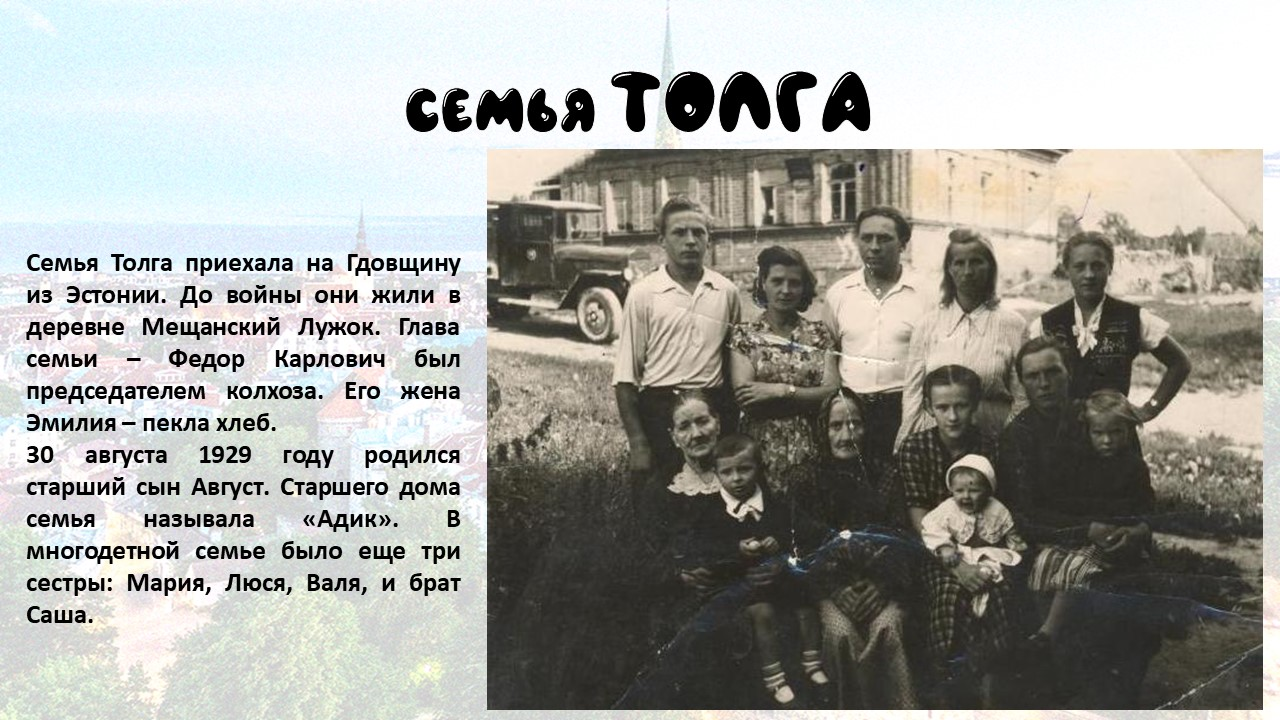 семья ТОЛГА
Семья Толга приехала на Гдовщину
из Эстонии. До войны они жили в
деревне Мещанский Лужок. Глава
семьи – Федор Карлович был
председателем колхоза. Его жена
Эмилия – пекла хлеб.
30 августа 1929 году родился
старший сын Август. Старшего дома
семья называла «Адик». В
многодетной семье было еще три
сестры: Мария, Люся, Валя, и брат
Саша.